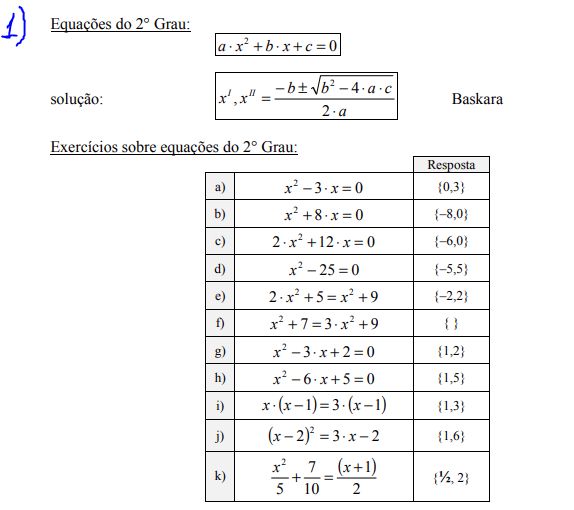 1) Equações do 2° Grau:
a·x²+b·x+c=0
solução: x^I, x^II = (−b±√(b²−4·a·c))/(2·a) Baskara
Exercícios sobre equações do 2° Grau:
Resposta
a) x²−3·x=0 {0,3}
b) x²+8·x=0 {−8,0}
c) 2·x²+12·x=0 {−6,0}
d) x²−25=0 {−5,5}
e) 2·x²+5=x²+9 {−2,2}
f) x²+7=3·x²+9 { }
g) x²−3·x+2=0 {1,2}
h) x²−6·x+5=0 {1,5}
i) x·(x−1)=3·(x−1) {1,3}
j) (x−2)²=3·x−2 {1,6}
k) x²/5+7/10=(x+1)/2 {½, 2}